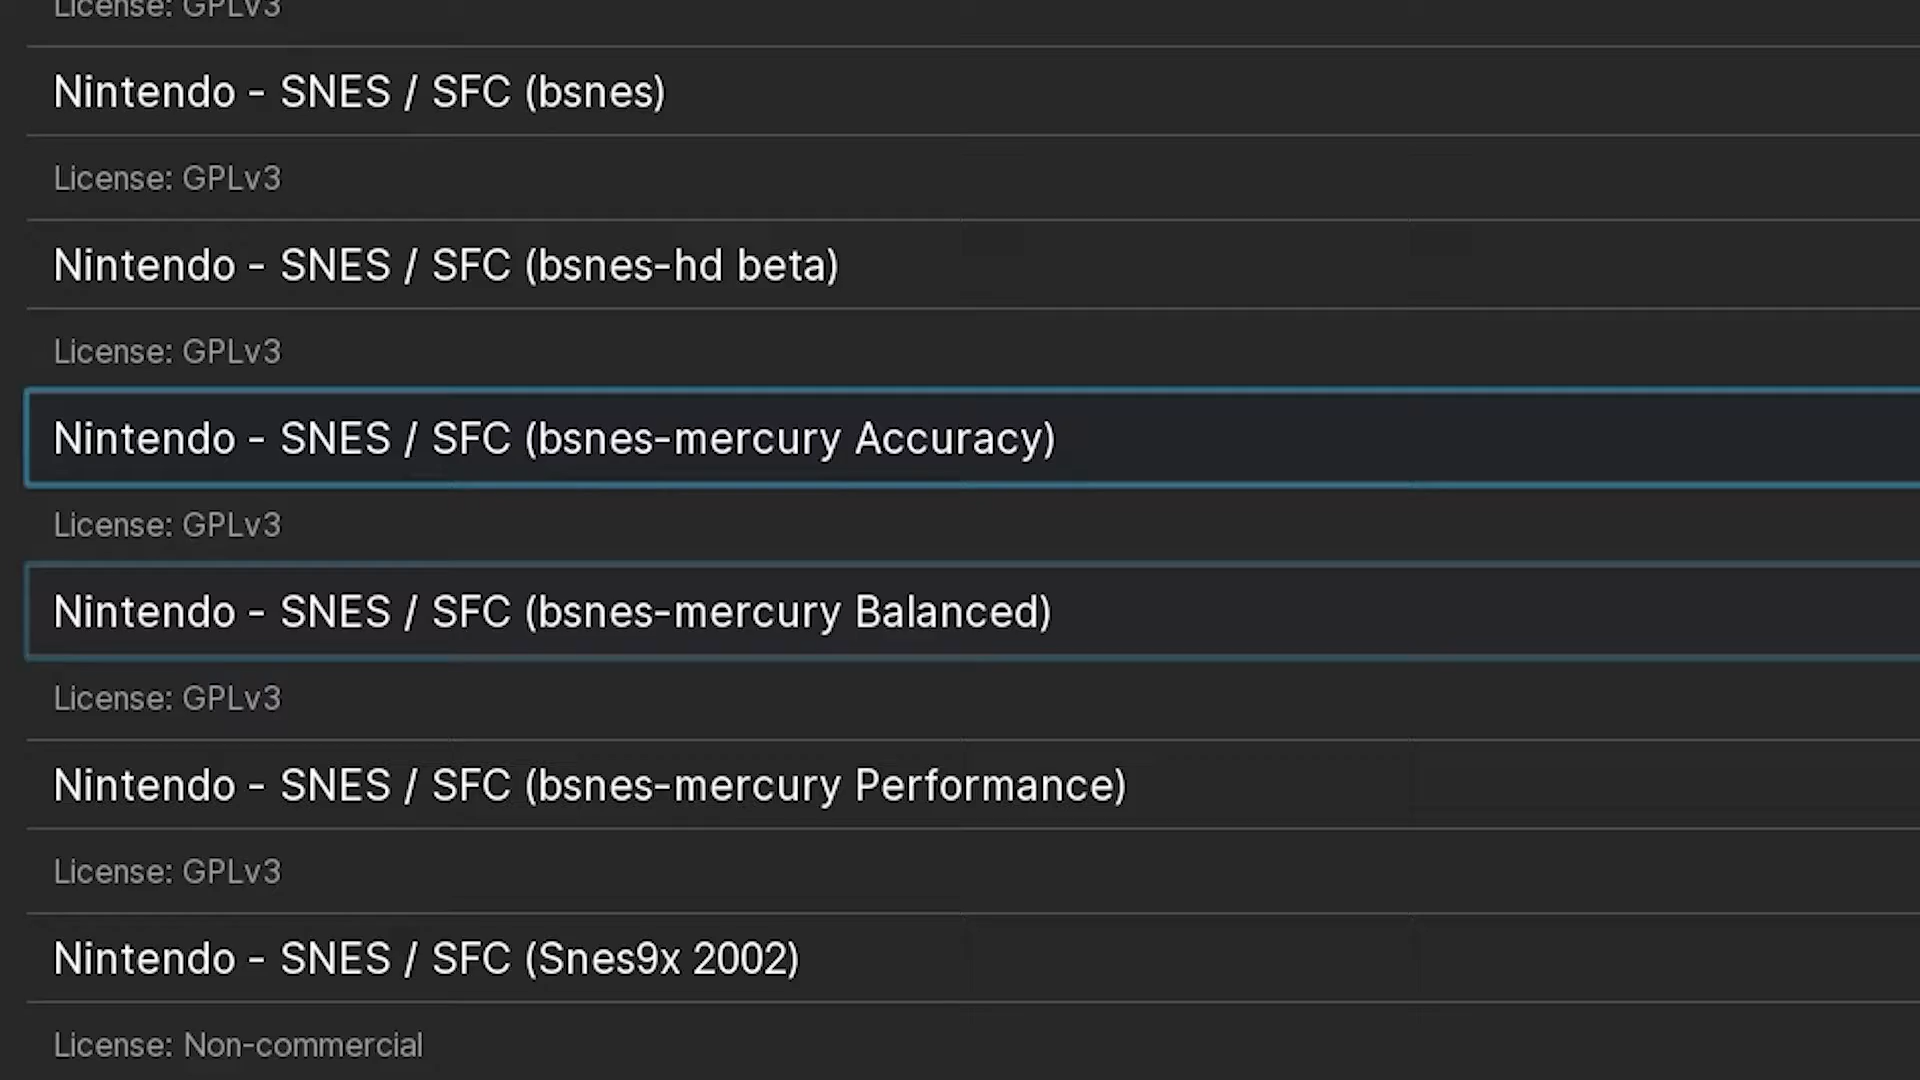 License: GPLv3
Nintendo - SNES / SFC (bsnes)
License: GPLv3
Nintendo - SNES / SFC (bsnes-hd beta)
License: GPLv3
Nintendo - SNES / SFC (bsnes-mercury Accuracy)
License: GPLv3
Nintendo - SNES / SFC (bsnes-mercury Balanced)
License: GPLv3
Nintendo - SNES / SFC (bsnes-mercury Performance)
License: GPLv3
Nintendo - SNES / SFC (Snes9x 2002)
License: Non-commercial